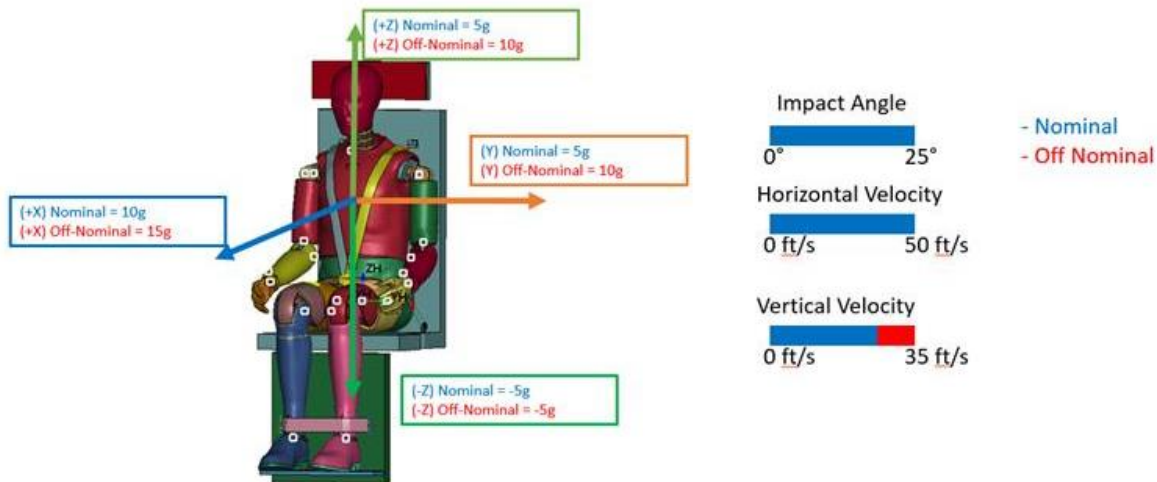 (+Z) Nominal = 5g
(+Z) Off-Nominal = 10g
(Y) Nominal = 5g
(Y) Off-Nominal = 10g
(+X) Nominal = 10g
(+X) Off-Nominal = 15g
ZH
(-Z) Nominal = -5g
(-Z) Off-Nominal = -5g
Impact Angle
0° 25°
Horizontal Velocity
0 ft/s 50 ft/s
Vertical Velocity
0 ft/s 35 ft/s
- Nominal
- Off Nominal